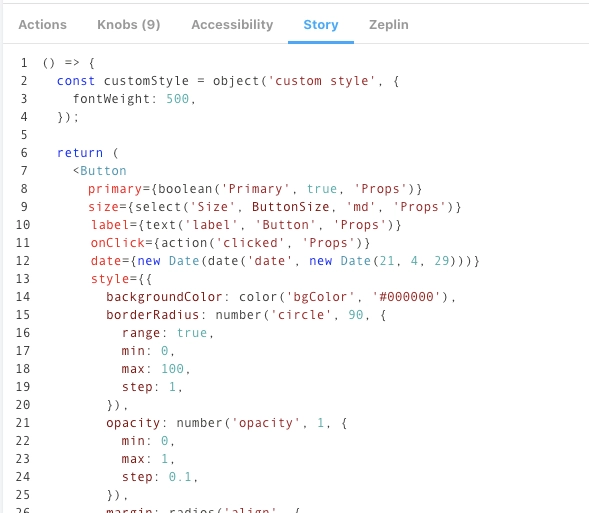 Actions Knobs (9) Accessibility Story Zeplin
1 () => {
2   const customStyle = object('custom style', {
3     fontWeight: 500,
4   });
5
6   return (
7     <Button
8       primary={boolean('Primary', true, 'Props')}
9       size={select('Size', ButtonSize, 'md', 'Props')}
10       label={text('label', 'Button', 'Props')}
11       onClick={action('clicked', 'Props')}
12       date={new Date(date('date', new Date(21, 4, 29)))}
13       style={{
14         backgroundColor: color('bgColor', '#000000'),
15         borderRadius: number('circle', 90, {
16           range: true,
17           min: 0,
18           max: 100,
19           step: 1,
20         }),
21         opacity: number('opacity', 1, {
22           min: 0,
23           max: 1,
24           step: 0.1,
25         }),
26         margin: radios('align', {